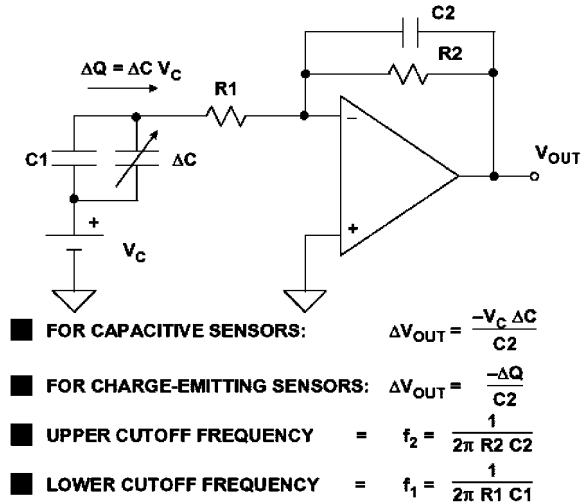 C2
ΔQ = ΔC V_C
R1
R2
C1
ΔC
−
V_OUT
+
+
V_C
■ FOR CAPACITIVE SENSORS: ΔV_OUT = −V_C ΔC / C2
■ FOR CHARGE-EMITTING SENSORS: ΔV_OUT = −ΔQ / C2
■ UPPER CUTOFF FREQUENCY = f_2 = 1 / 2π R2 C2
■ LOWER CUTOFF FREQUENCY = f_1 = 1 / 2π R1 C1